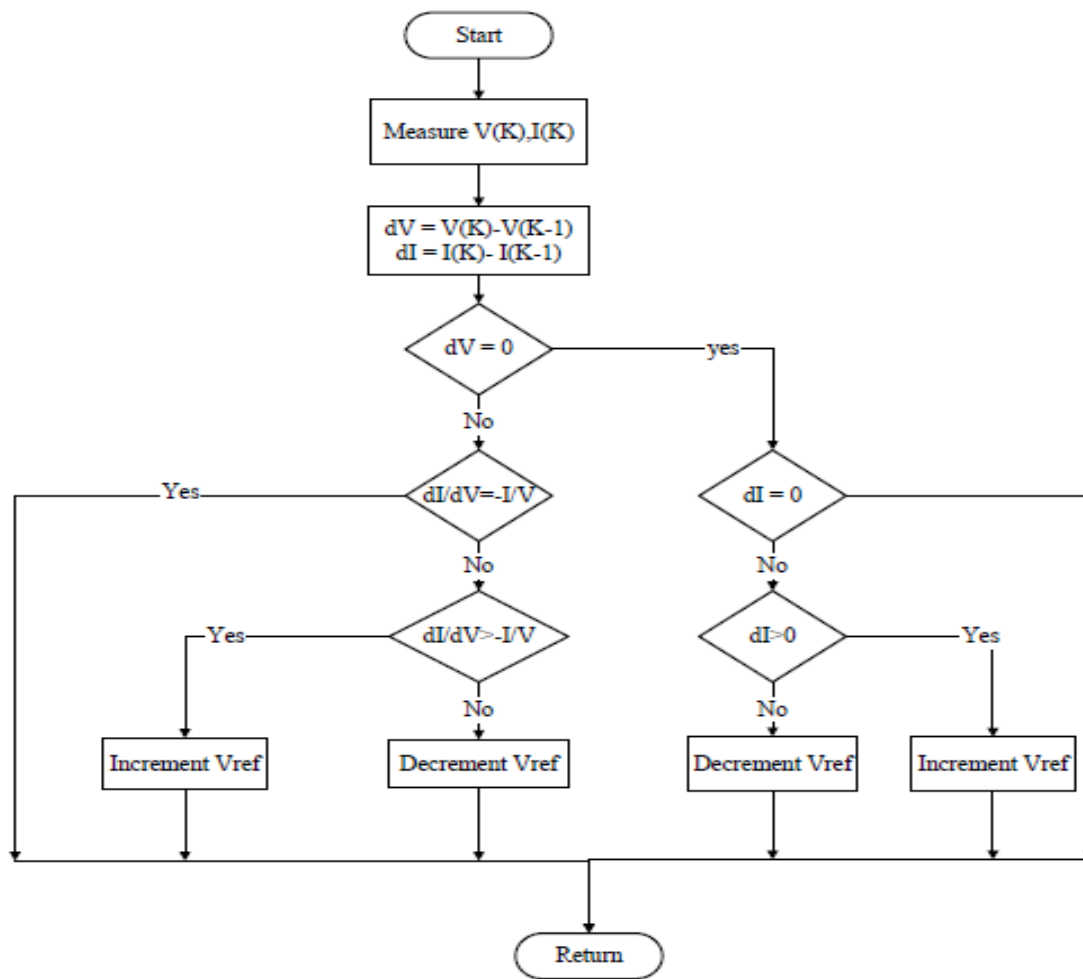 Start
Measure V(K),I(K)
dV = V(K)-V(K-1)
dI = I(K)- I(K-1)
dV = 0
yes
No
Yes
dI/dV=-I/V
dI = 0
No
No
Yes
dI/dV>-I/V
dI>0
Yes
No
No
Increment Vref
Decrement Vref
Decrement Vref
Increment Vref
Return